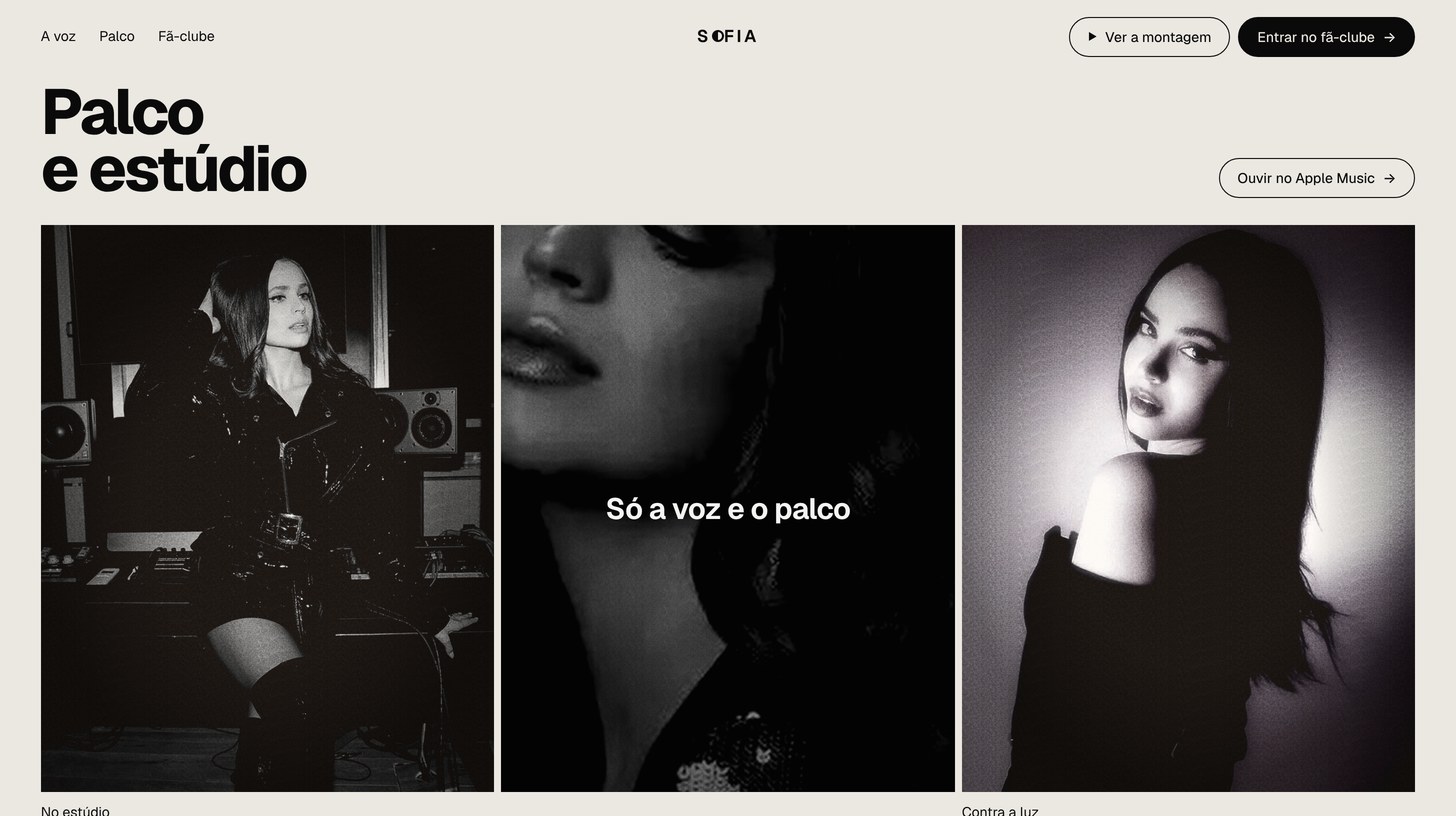 A voz
Palco
Fã-clube
SOFIA
Ver a montagem
Entrar no fã-clube →
Palco
e estúdio
Ouvir no Apple Music →
Só a voz e o palco
No estúdio
Contra a luz